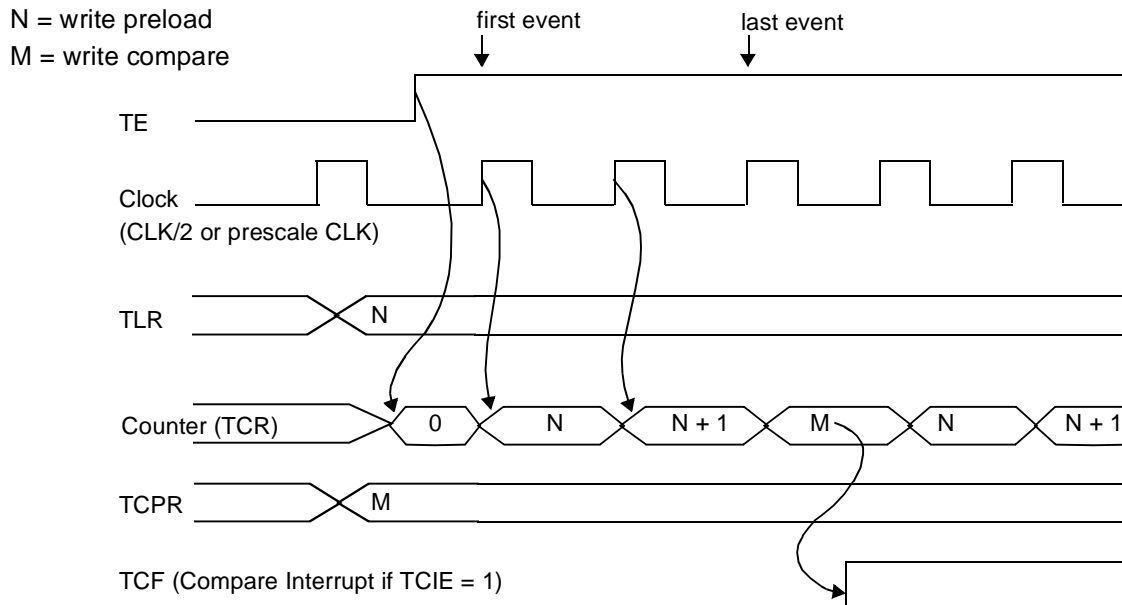 N = write preload
first event
last event
M = write compare
TE
Clock
(CLK/2 or prescale CLK)
TLR
N
Counter (TCR)
0
N
N + 1
M
N
N + 1
TCPR
M
TCF (Compare Interrupt if TCIE = 1)